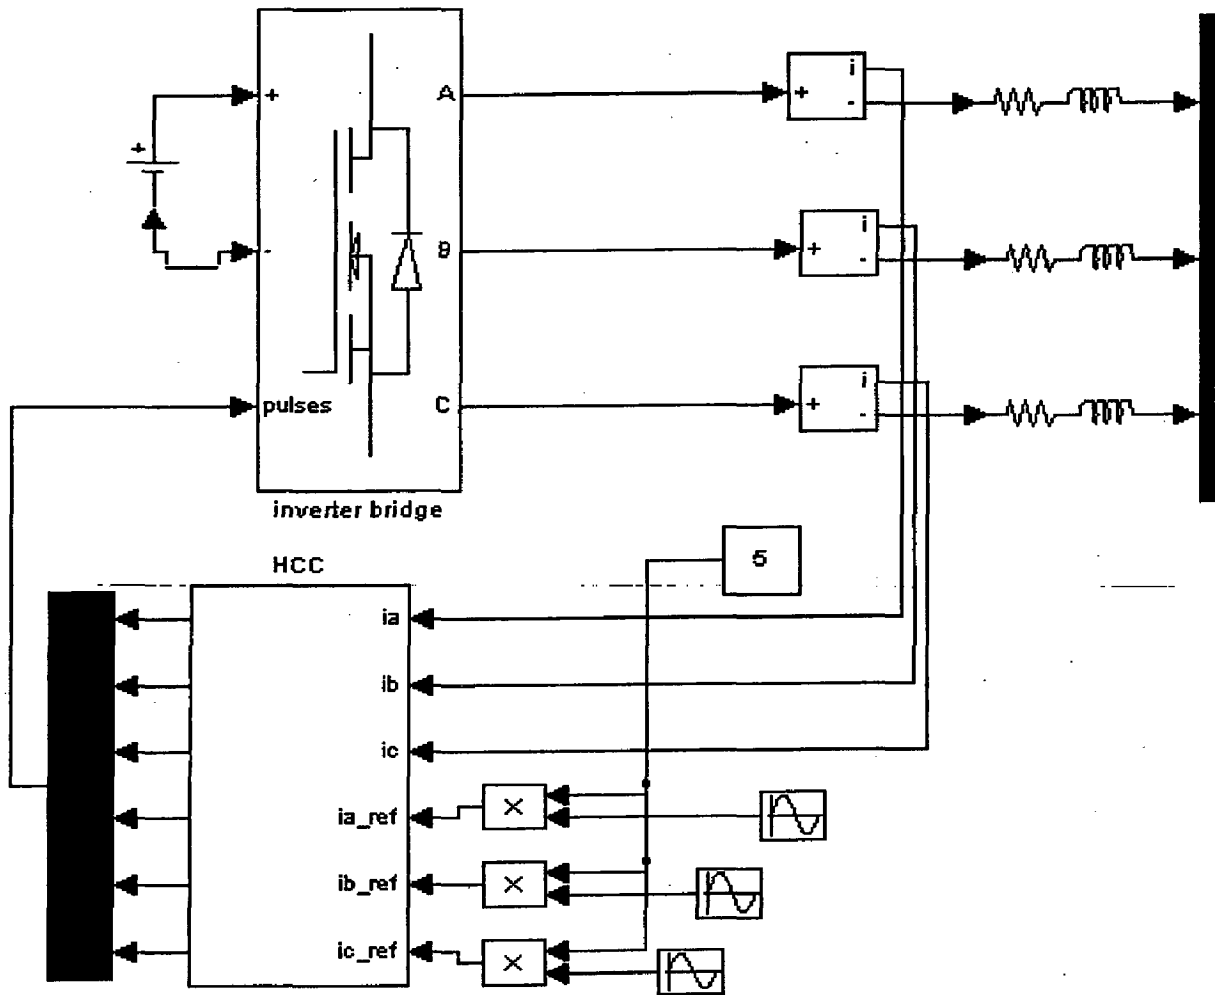 +
i
+
A
+
-
+
i
-
B
+
-
i
pulses
C
+
-
inverter bridge
5
HCC
ia
ib
ic
ia_ref
×
ib_ref
×
ic_ref
×